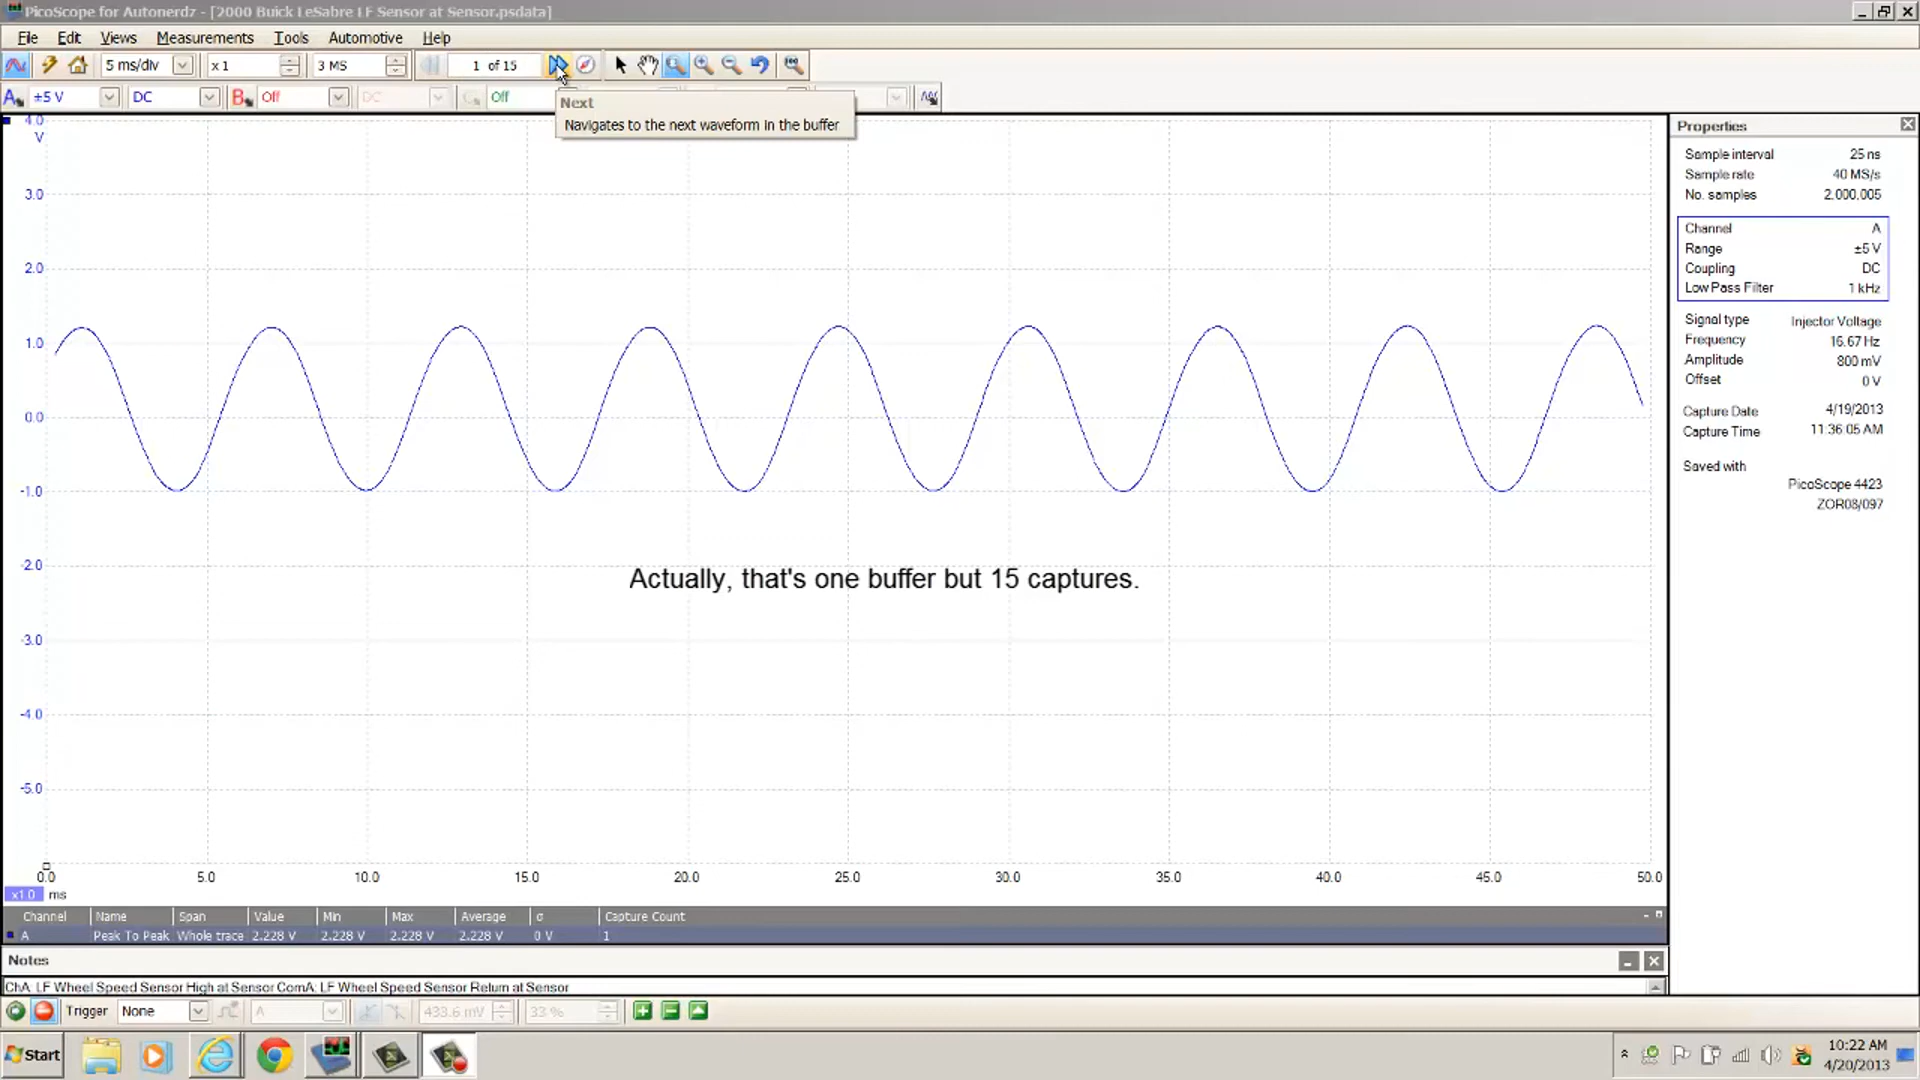 PicoScope for Autonerdz - [2000 Buick LeSabre LF Sensor at Sensor.psdata]
File Edit Views Measurements Tools Automotive Help
5 ms/div x 1 3 MS 1 of 15
A ±5 V DC B Off DC C Off
Next
Navigates to the next waveform in the buffer
4.0
V
3.0
2.0
1.0
0.0
-1.0
-2.0
-3.0
-4.0
-5.0
Actually, that's one buffer but 15 captures.
0.0 5.0 10.0 15.0 20.0 25.0 30.0 35.0 40.0 45.0 50.0
x1.0 ms
Properties
Sample interval 25 ns
Sample rate 40 MS/s
No. samples 2,000,005
Channel A
Range ±5 V
Coupling DC
Low Pass Filter 1 kHz
Signal type Injector Voltage
Frequency 16.67 Hz
Amplitude 800 mV
Offset 0 V
Capture Date 4/19/2013
Capture Time 11:36:05 AM
Saved with
PicoScope 4423
ZOR08/097
Channel Name Span Value Min Max Average σ Capture Count
A Peak To Peak Whole trace 2.228 V 2.228 V 2.228 V 2.228 V 0 V 1
Notes
ChA: LF Wheel Speed Sensor High at Sensor ComA: LF Wheel Speed Sensor Return at Sensor
Trigger None A 433.6 mV 33 %
Start
10:22 AM
4/20/2013